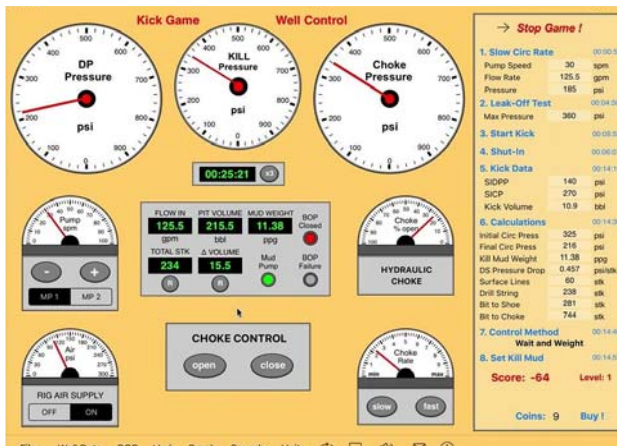 Kick Game
Well Control
DP
Pressure
psi
KILL
Pressure
psi
Choke
Pressure
psi
00:25:21
x3
Pump
spm
MP 1
MP 2
FLOW IN
PIT VOLUME
MUD WEIGHT
125.5
215.5
11.38
gpm
bbl
ppg
TOTAL STK
Δ VOLUME
234
15.5
R
R
BOP
Closed
Mud
Pump
BOP
Failure
Choke
% open
HYDRAULIC
CHOKE
Air
psi
RIG AIR SUPPLY
OFF
ON
CHOKE CONTROL
open
close
Choke
Rate
min
max
slow
fast
→ Stop Game !
1. Slow Circ Rate
Pump Speed 30 spm
Flow Rate 125.5 gpm
Pressure 185 psi
2. Leak-Off Test
Max Pressure 360 psi
3. Start Kick
4. Shut-In
5. Kick Data
SIDPP 140 psi
SICP 270 psi
Kick Volume 10.9 bbl
6. Calculations
Initial Circ Press 325 psi
Final Circ Press 216 psi
Kill Mud Weight 11.38 ppg
DS Pressure Drop 0.457 psi/stk
Surface Lines 60 stk
Drill String 238 stk
Bit to Shoe 281 stk
Bit to Choke 744 stk
7. Control Method
Wait and Weight
8. Set Kill Mud
Score: -64 Level: 1
Coins: 9 Buy !